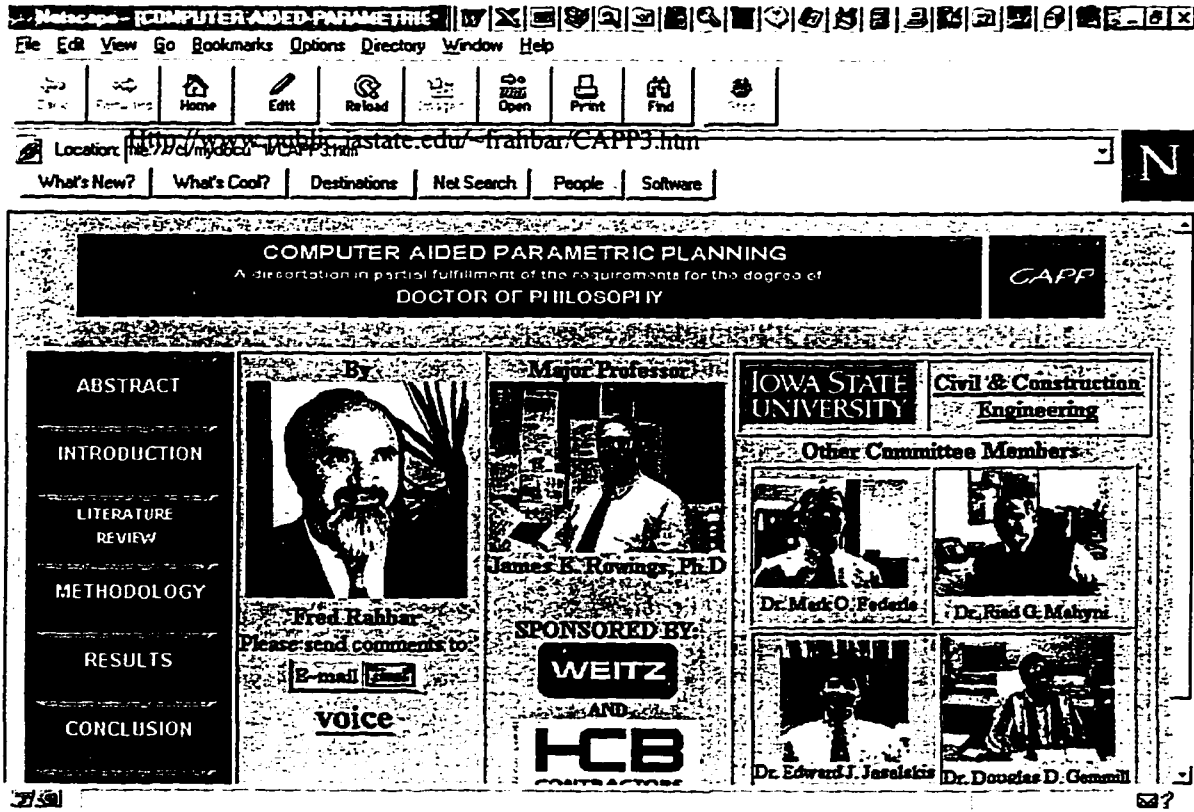 Netscape - [COMPUTER-AIDED-PARAMETRIC
File Edit View Go Bookmarks Options Directory Window Help
Home Edit Reload Images Open Print Find Stop
Http://www.public.iastate.edu/~frahbar/CAPP3.htm
Location:
What's New? What's Cool? Destinations Net Search People Software
N
COMPUTER AIDED PARAMETRIC PLANNING
A dissertation in partial fulfillment of the requirements for the degree of
DOCTOR OF PHILOSOPHY
CAPP
ABSTRACT
INTRODUCTION
LITERATURE
REVIEW
METHODOLOGY
RESULTS
CONCLUSION
By
Fred Rahbar
Please send comments to
E-mail
voice
Major Professor
James E. Rowings, Ph.D
SPONSORED BY:
WEITZ
AND
HCB
CONTRACTORS
IOWA STATE
UNIVERSITY
Civil & Construction
Engineering
Other Committee Members
Dr. Mark O. Federle
Dr. Riad G. Mahyni
Dr. Edward J. Jaselskis
Dr. Douglas D. Gemmill